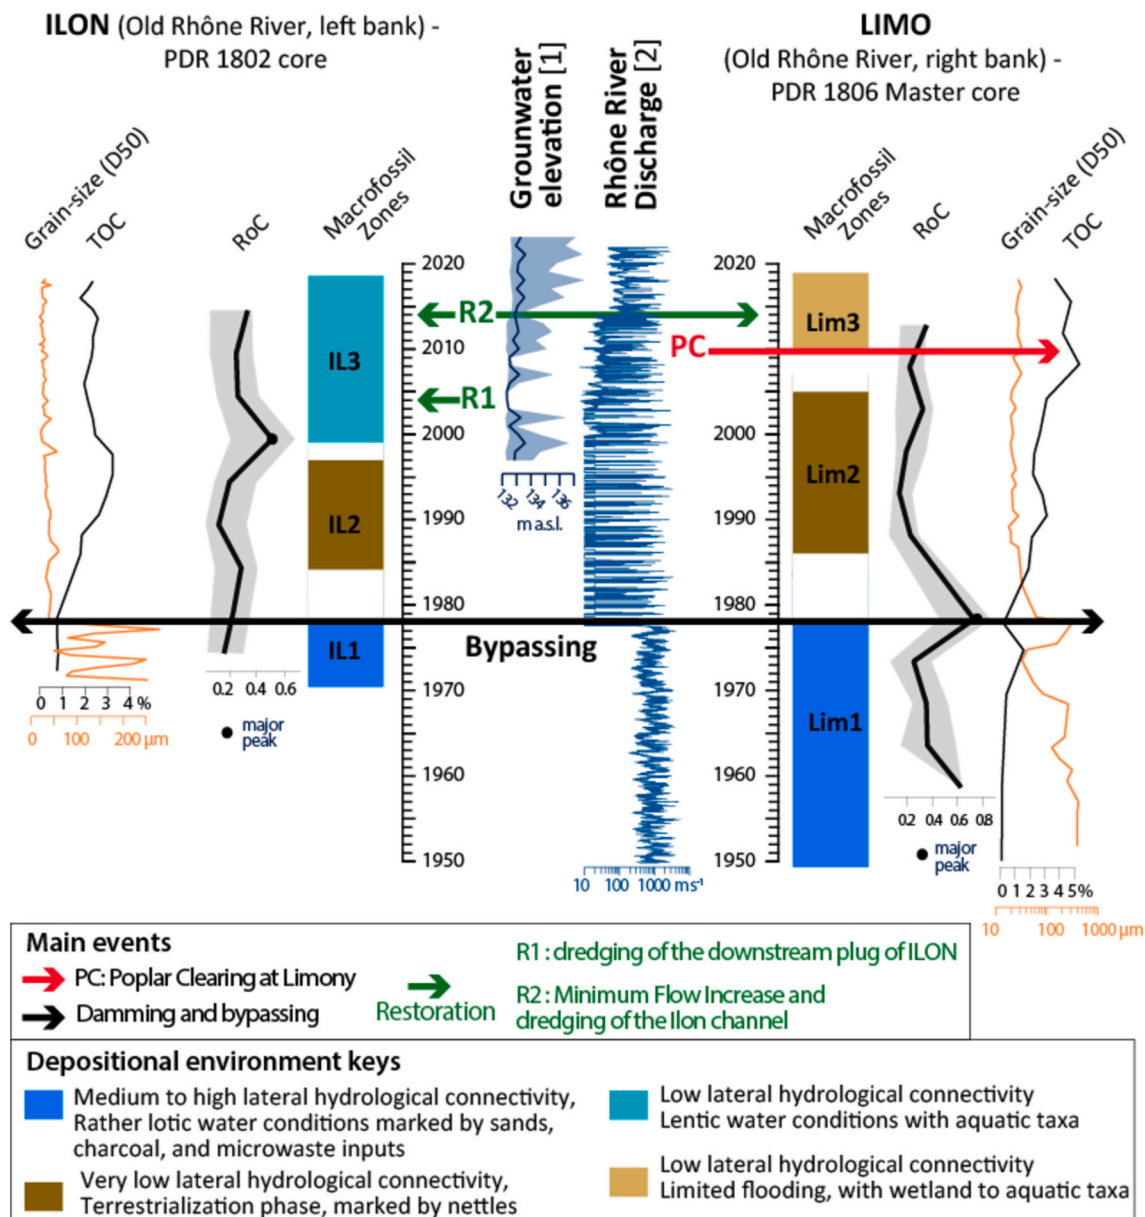 ILON (Old Rhône River, left bank) -
PDR 1802 core
LIMO
(Old Rhône River, right bank) -
PDR 1806 Master core
Grounwater
elevation [1]
Rhône River
Discharge [2]
Grain-size (D50)
TOC
RoC
Macrofossil
Zones
Macrofossil
Zones
RoC
Grain-size (D50)
TOC
2020
2010
2000
1990
1980
1970
1960
1950
2020
2010
2000
1990
1980
1970
1960
1950
IL3
IL2
IL1
R2
R1
PC
Lim3
Lim2
Lim1
132 134 136
m a.s.l.
Bypassing
0 1 2 3 4 %
0 100 200 µm
0.2 0.4 0.6
major
peak
10 100 1000 ms-¹
0.2 0.4 0.6 0.8
major
peak
0 1 2 3 4 5%
10 100 1000 µm
Main events
PC: Poplar Clearing at Limony
Damming and bypassing
Restoration
R1 : dredging of the downstream plug of ILON
R2 : Minimum Flow Increase and
dredging of the Ilon channel
Depositional environment keys
Medium to high lateral hydrological connectivity,
Rather lotic water conditions marked by sands,
charcoal, and microwaste inputs
Very low lateral hydrological connectivity,
Terrestrialization phase, marked by nettles
Low lateral hydrological connectivity
Lentic water conditions with aquatic taxa
Low lateral hydrological connectivity
Limited flooding, with wetland to aquatic taxa